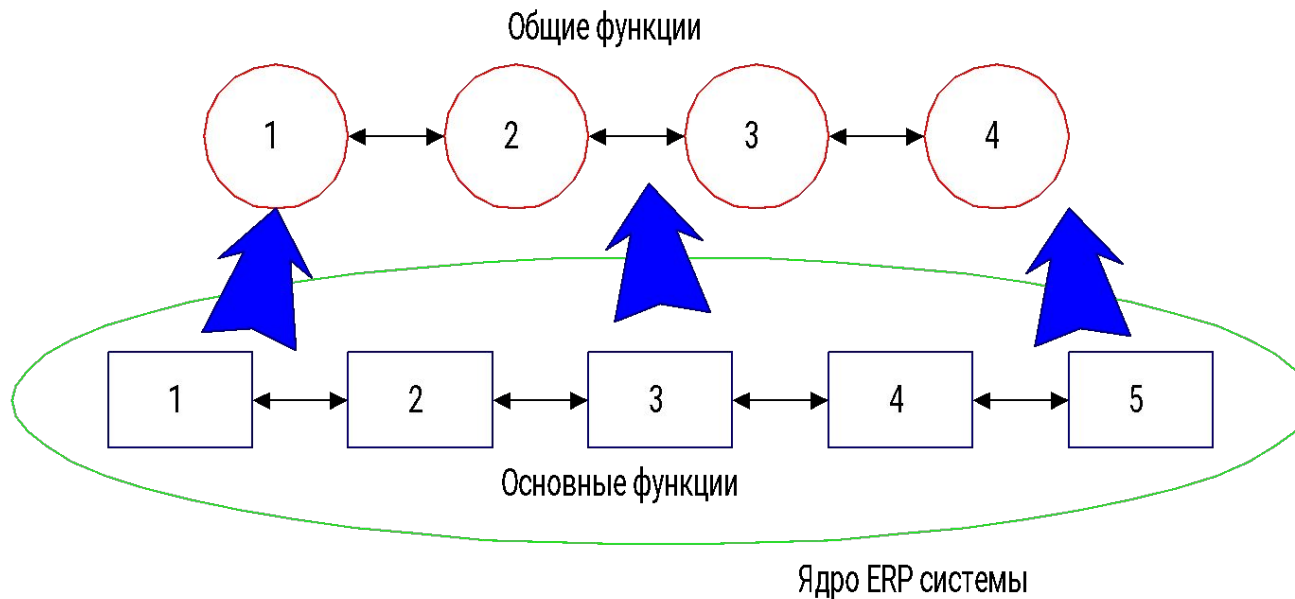 Общие функции
1 2 3 4
1 2 3 4 5
Основные функции
Ядро ERP системы